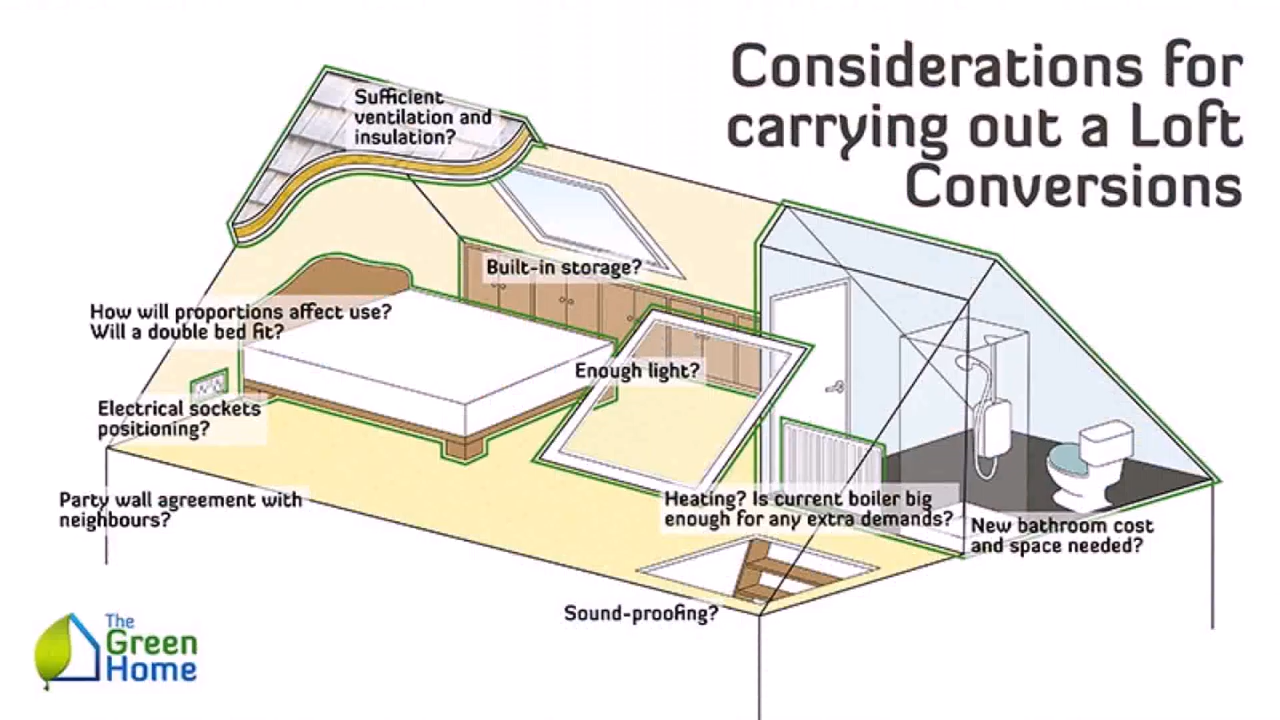 Considerations for
carrying out a Loft
Conversions
Sufficient
ventilation and
insulation?
Built-in storage?
How will proportions affect use?
Will a double bed fit?
Enough light?
Electrical sockets
positioning?
Party wall agreement with
neighbours?
Heating? Is current boiler big
enough for any extra demands?
New bathroom cost
and space needed?
Sound-proofing?
The
Green
Home